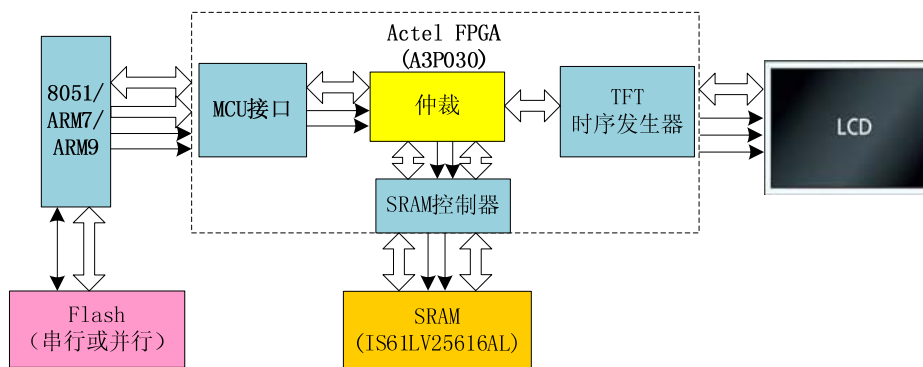 Actel FPGA
(A3P030)
8051/
ARM7/
ARM9
MCU接口
仲裁
TFT
时序发生器
LCD
SRAM控制器
Flash
(串行或并行)
SRAM
(IS61LV25616AL)